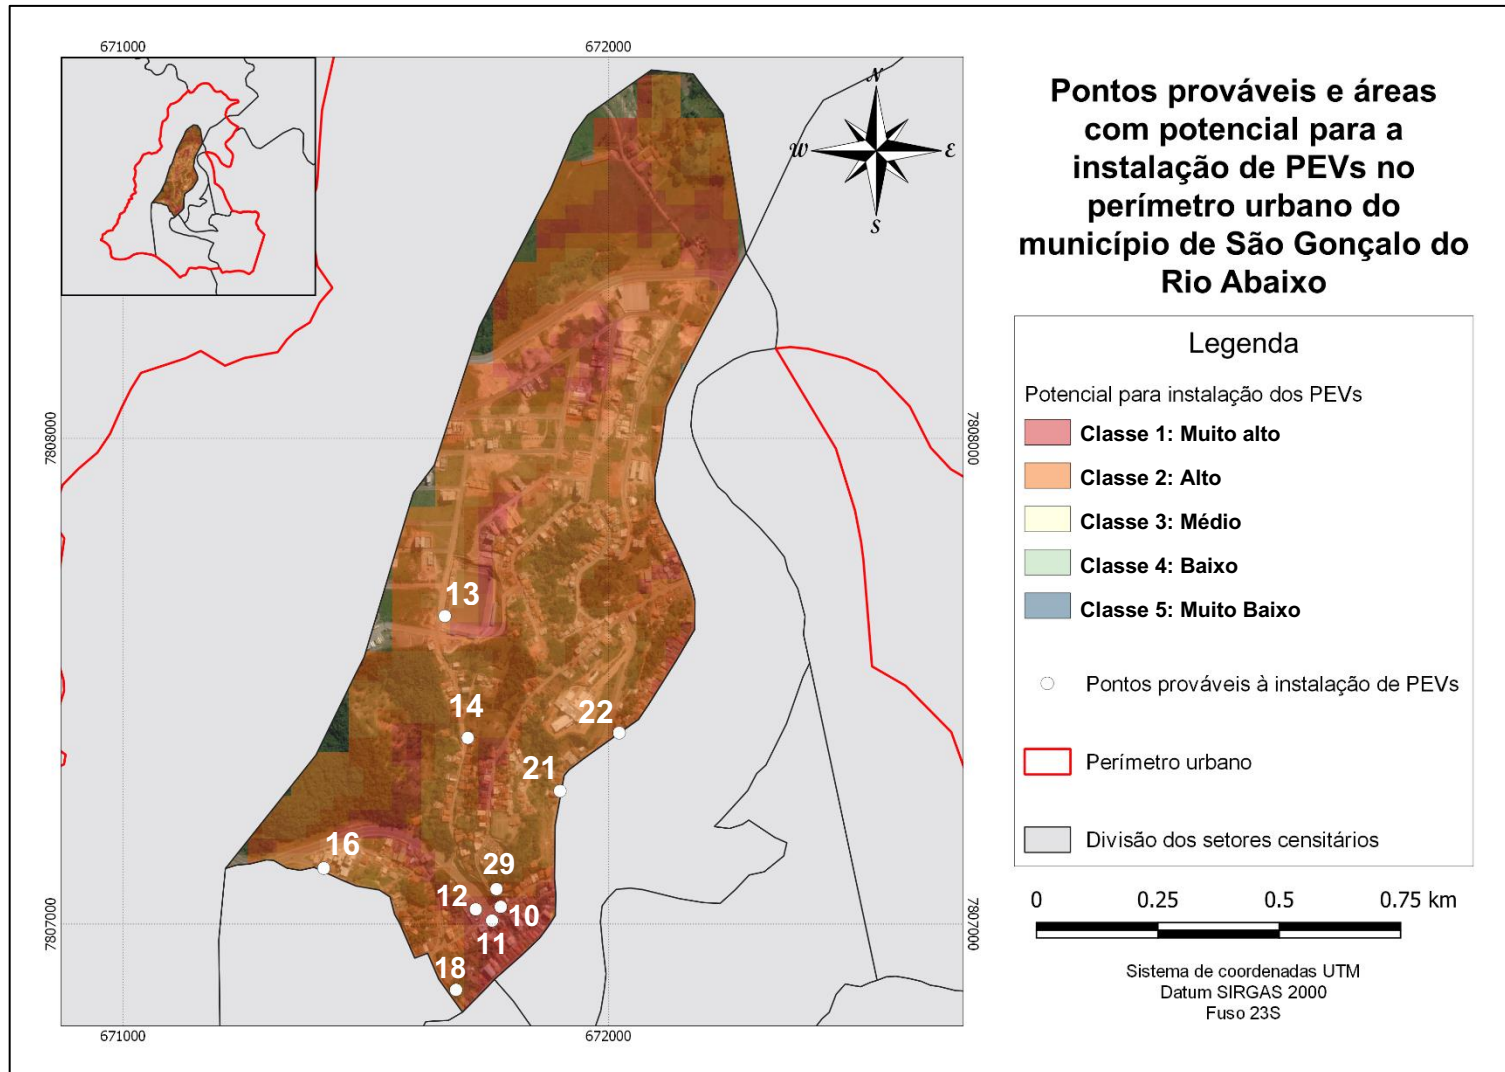 671000
672000
Pontos prováveis e áreas
com potencial para a
instalação de PEVs no
perímetro urbano do
município de São Gonçalo do
Rio Abaixo
N
W
E
S
Legenda
Potencial para instalação dos PEVs
Classe 1: Muito alto
Classe 2: Alto
Classe 3: Médio
Classe 4: Baixo
Classe 5: Muito Baixo
Pontos prováveis à instalação de PEVs
Perímetro urbano
Divisão dos setores censitários
7808000
7808000
13
14
22
21
16
29
12
10
11
18
7807000
7807000
0 0.25 0.5 0.75 km
Sistema de coordenadas UTM
Datum SIRGAS 2000
Fuso 23S
671000
672000